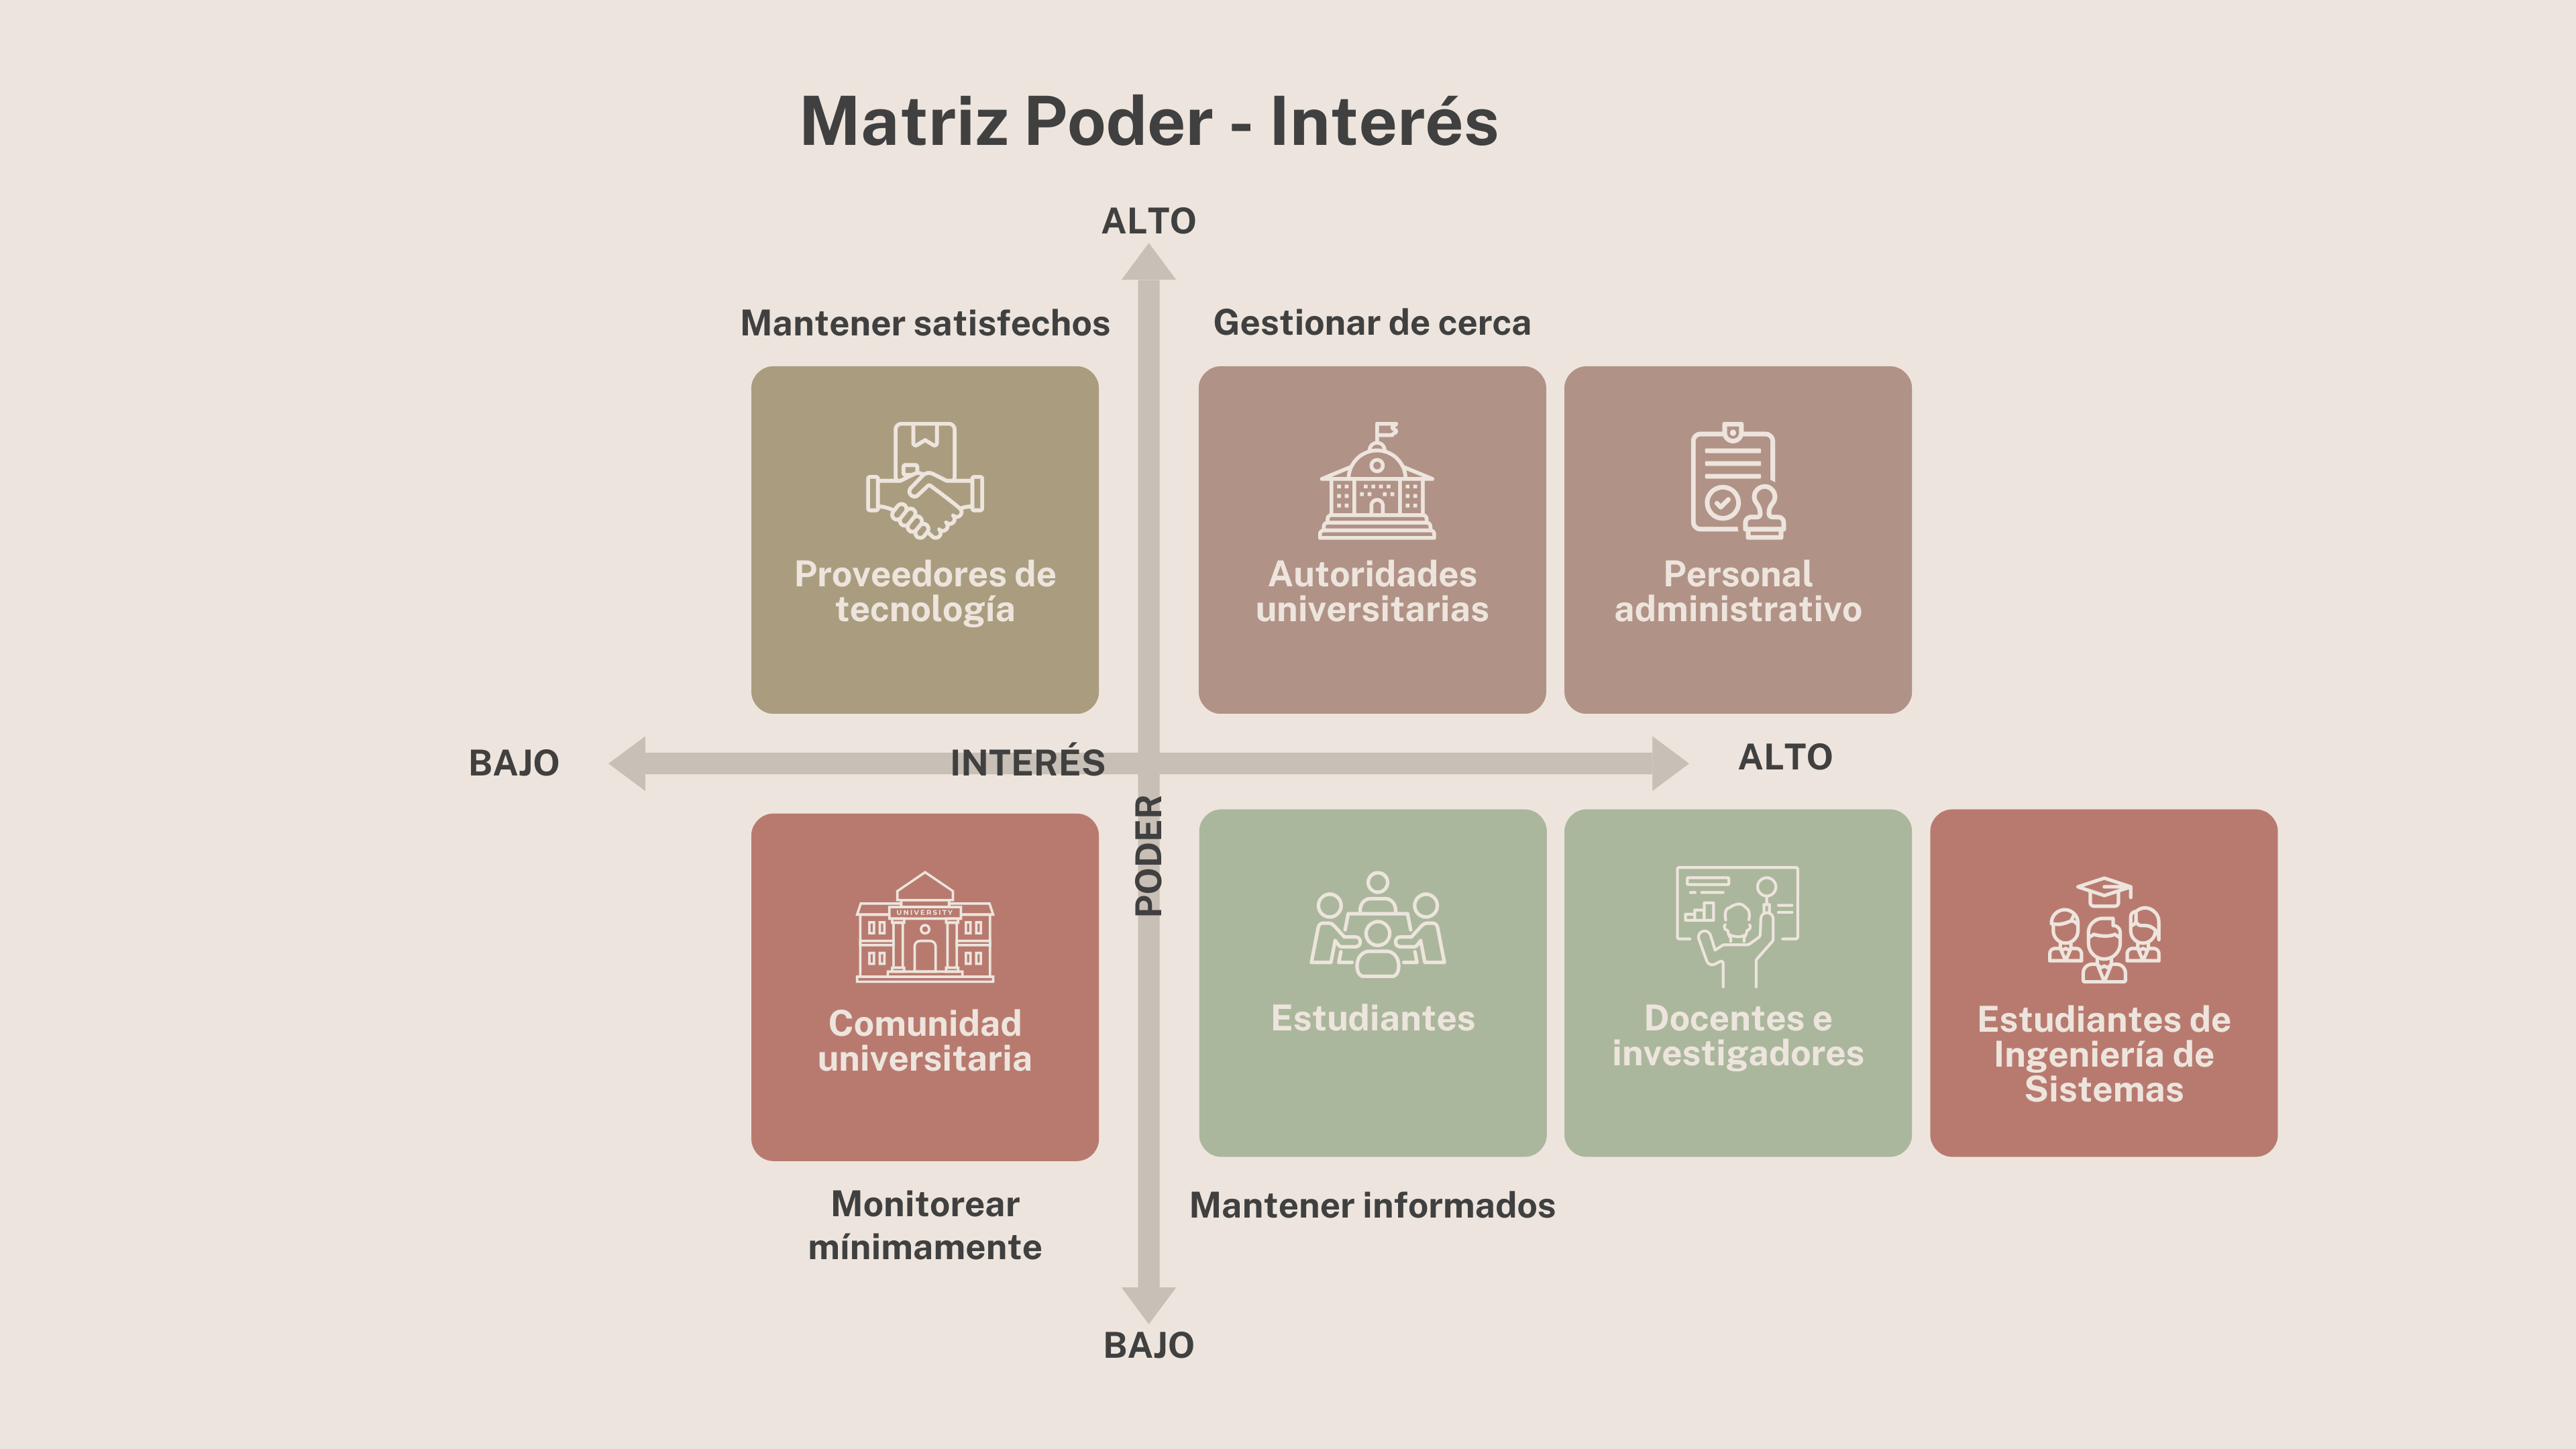 Matriz Poder - Interés
ALTO
Mantener satisfechos
Gestionar de cerca
Proveedores de
tecnología
Autoridades
universitarias
Personal
administrativo
BAJO
INTERÉS
ALTO
PODER
UNIVERSITY
Comunidad
universitaria
Estudiantes
Docentes e
investigadores
Estudiantes de
Ingeniería de
Sistemas
Monitorear
mínimamente
Mantener informados
BAJO